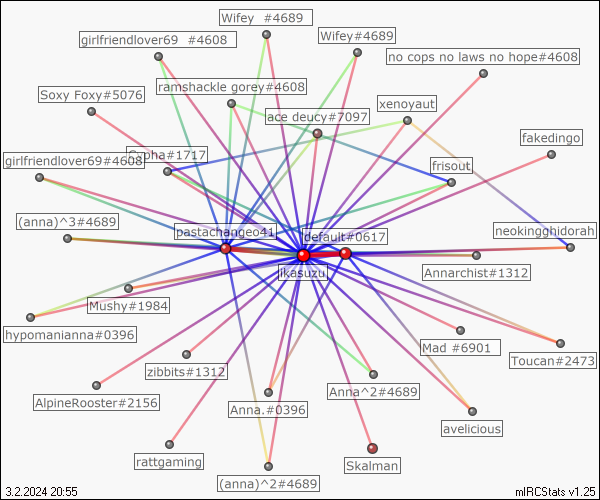 Wifey  #4689
girlfriendlover69  #4608
Wifey#4689
no cops no laws no hope#4608
Soxy Foxy#5076
ramshackle gorey#4608
xenoyaut
ace deucy#7097
fakedingo
girlfriendlover69#4608
#1717
frisout
(anna)^3#4689
pastachangeo41
default#0617
neokingghidorah
ikasuzu
Annarchist#1312
Mushy#1984
hypomanianna#0396
Mad #6901
Toucan#2473
zibbits#1312
AlpineRooster#2156
Anna^2#4689
Anna.#0396
avelicious
rattgaming
Skalman
(anna)^2#4689
3.2.2024 20:55
mIRCStats v1.25